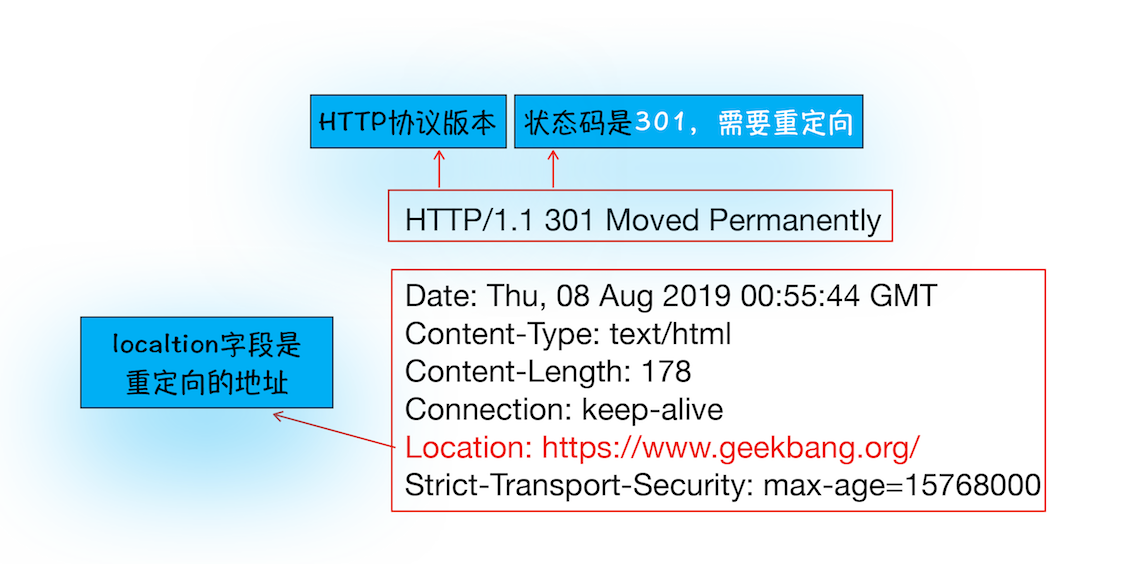 HTTP协议版本
状态码是301，需要重定向
HTTP/1.1 301 Moved Permanently
Date: Thu, 08 Aug 2019 00:55:44 GMT
Content-Type: text/html
Content-Length: 178
Connection: keep-alive
Location: https://www.geekbang.org/
Strict-Transport-Security: max-age=15768000
localtion字段是
重定向的地址